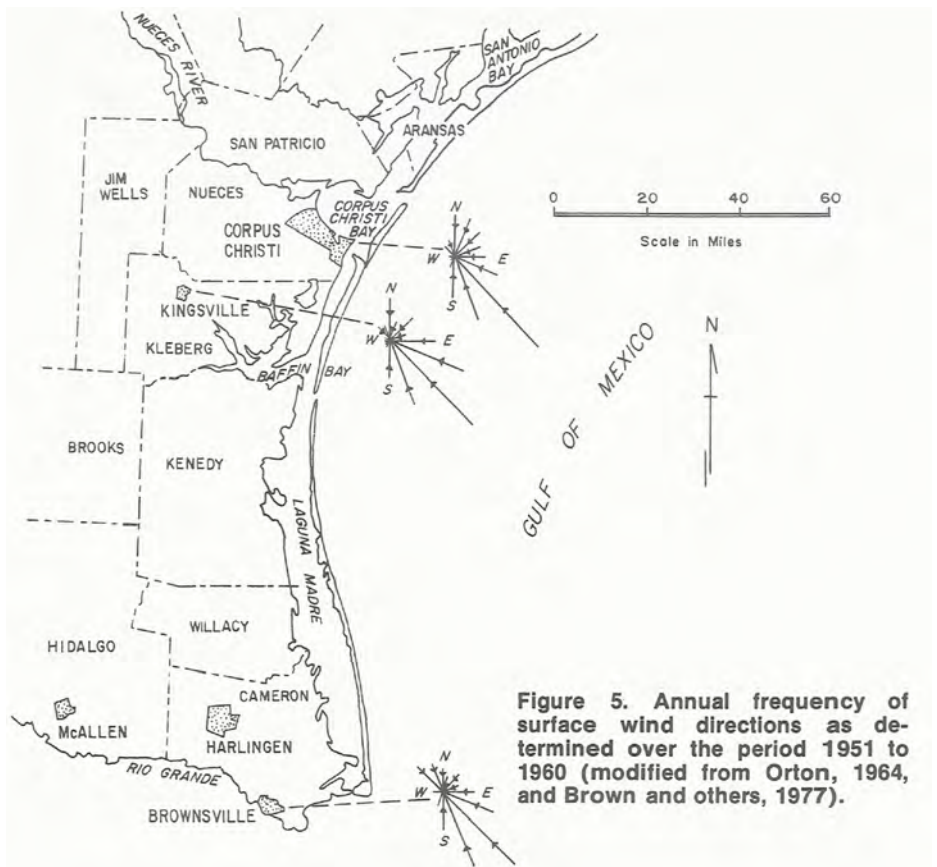 NUECES RIVER
SAN ANTONIO BAY
ARANSAS
SAN PATRICIO
JIM WELLS
NUECES
CORPUS CHRISTI BAY
CORPUS CHRISTI
0 20 40 60
Scale in Miles
N
W E
S
KINGSVILLE
N
W E
S
KLEBERG
BAFFIN BAY
GULF OF MEXICO
N
BROOKS
KENEDY
LAGUNA MADRE
WILLACY
HIDALGO
CAMERON
McALLEN
HARLINGEN
RIO GRANDE
BROWNSVILLE
N
W E
S
Figure 5. Annual frequency of
surface wind directions as de-
termined over the period 1951 to
1960 (modified from Orton, 1964,
and Brown and others, 1977).